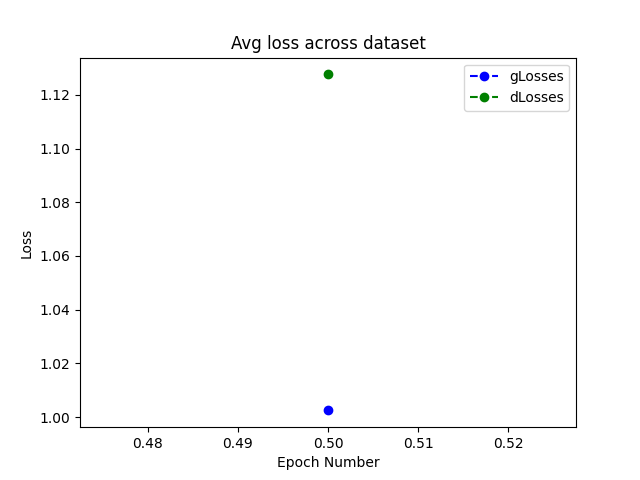 Avg loss across dataset
gLosses
dLosses
1.12
1.10
1.08
1.06
1.04
1.02
1.00
Loss
0.48 0.49 0.50 0.51 0.52
Epoch Number